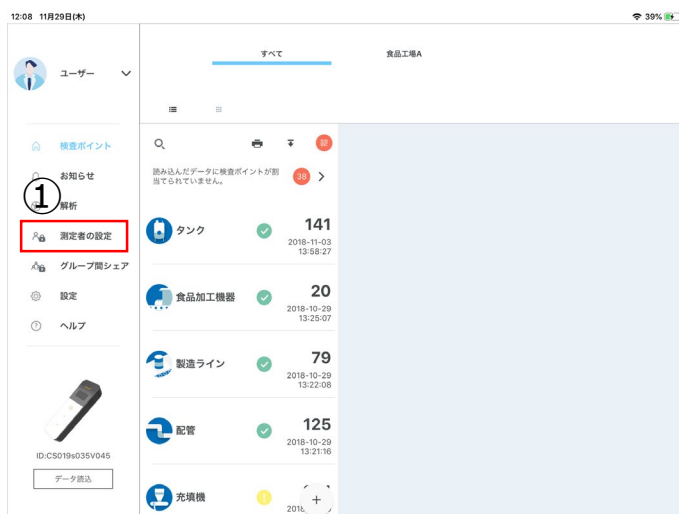 12:08 11月29日(木)
39%
ユーザー
すべて
食品工場A
検査ポイント
お知らせ
①
解析
測定者の設定
グループ間シェア
設定
ヘルプ
ID:CS019s035V045
データ読込
読み込んだデータに検査ポイントが割
当てられていません。
38
タンク
141
2018-11-03
13:58:27
食品加工機器
20
2018-10-29
13:25:07
製造ライン
79
2018-10-29
13:22:08
配管
125
2018-10-29
13:21:16
充填機
+